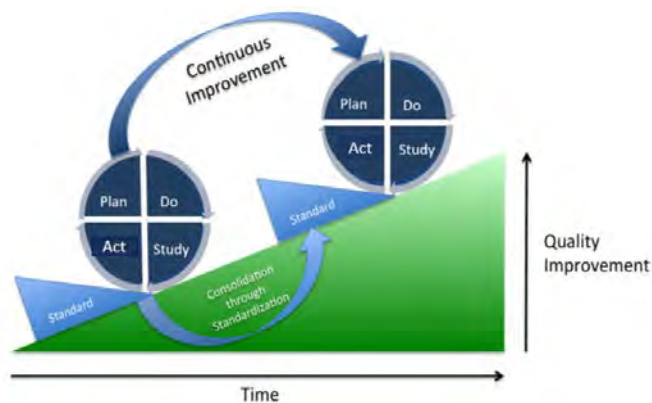 Continuous
Improvement
Plan Do
Act Study
Standard
Plan Do
Act Study
Standard
Consolidation
through
Standardization
Quality
Improvement
Time